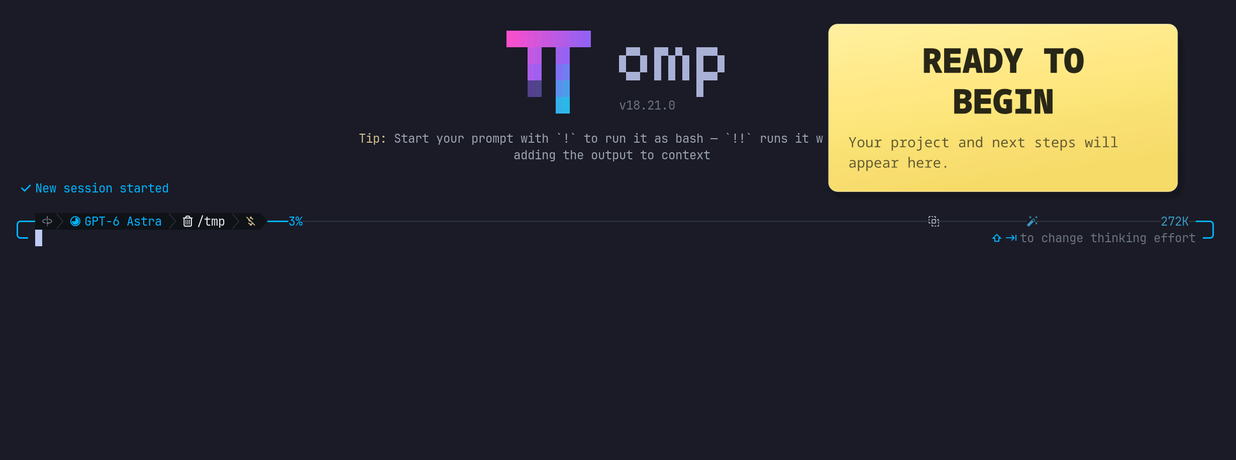 omp
v18.21.0
READY TO
BEGIN
Your project and next steps will
appear here.
Tip: Start your prompt with `!` to run it as bash — `!!` runs it w
adding the output to context
New session started
GPT-6 Astra /tmp 3% 272K
to change thinking effort